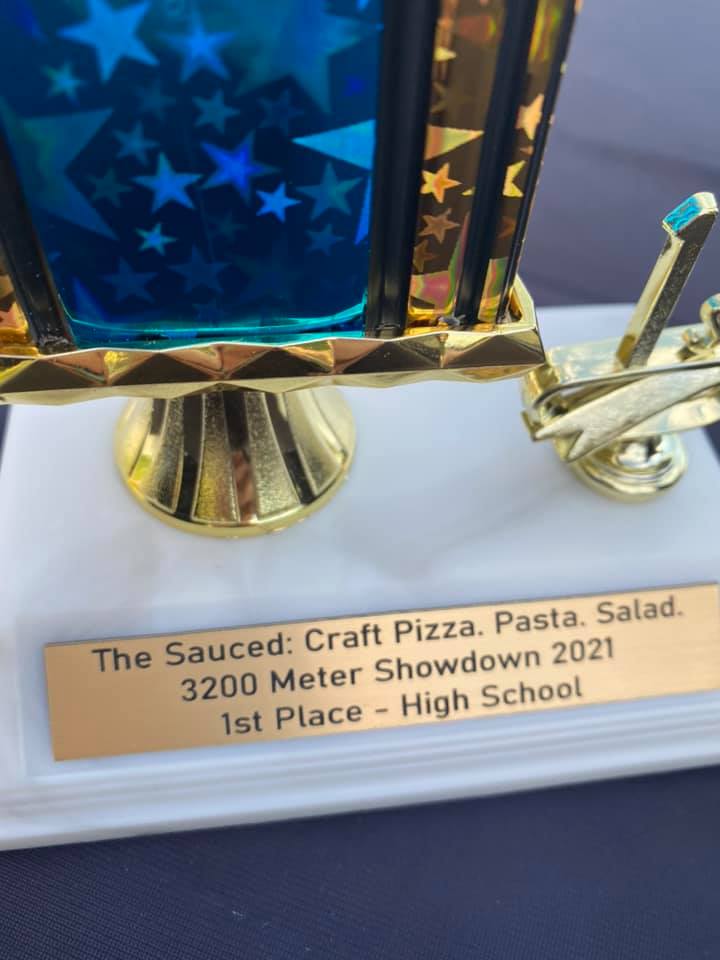 The Sauced: Craft Pizza. Pasta. Salad.
3200 Meter Showdown 2021
1st Place - High School